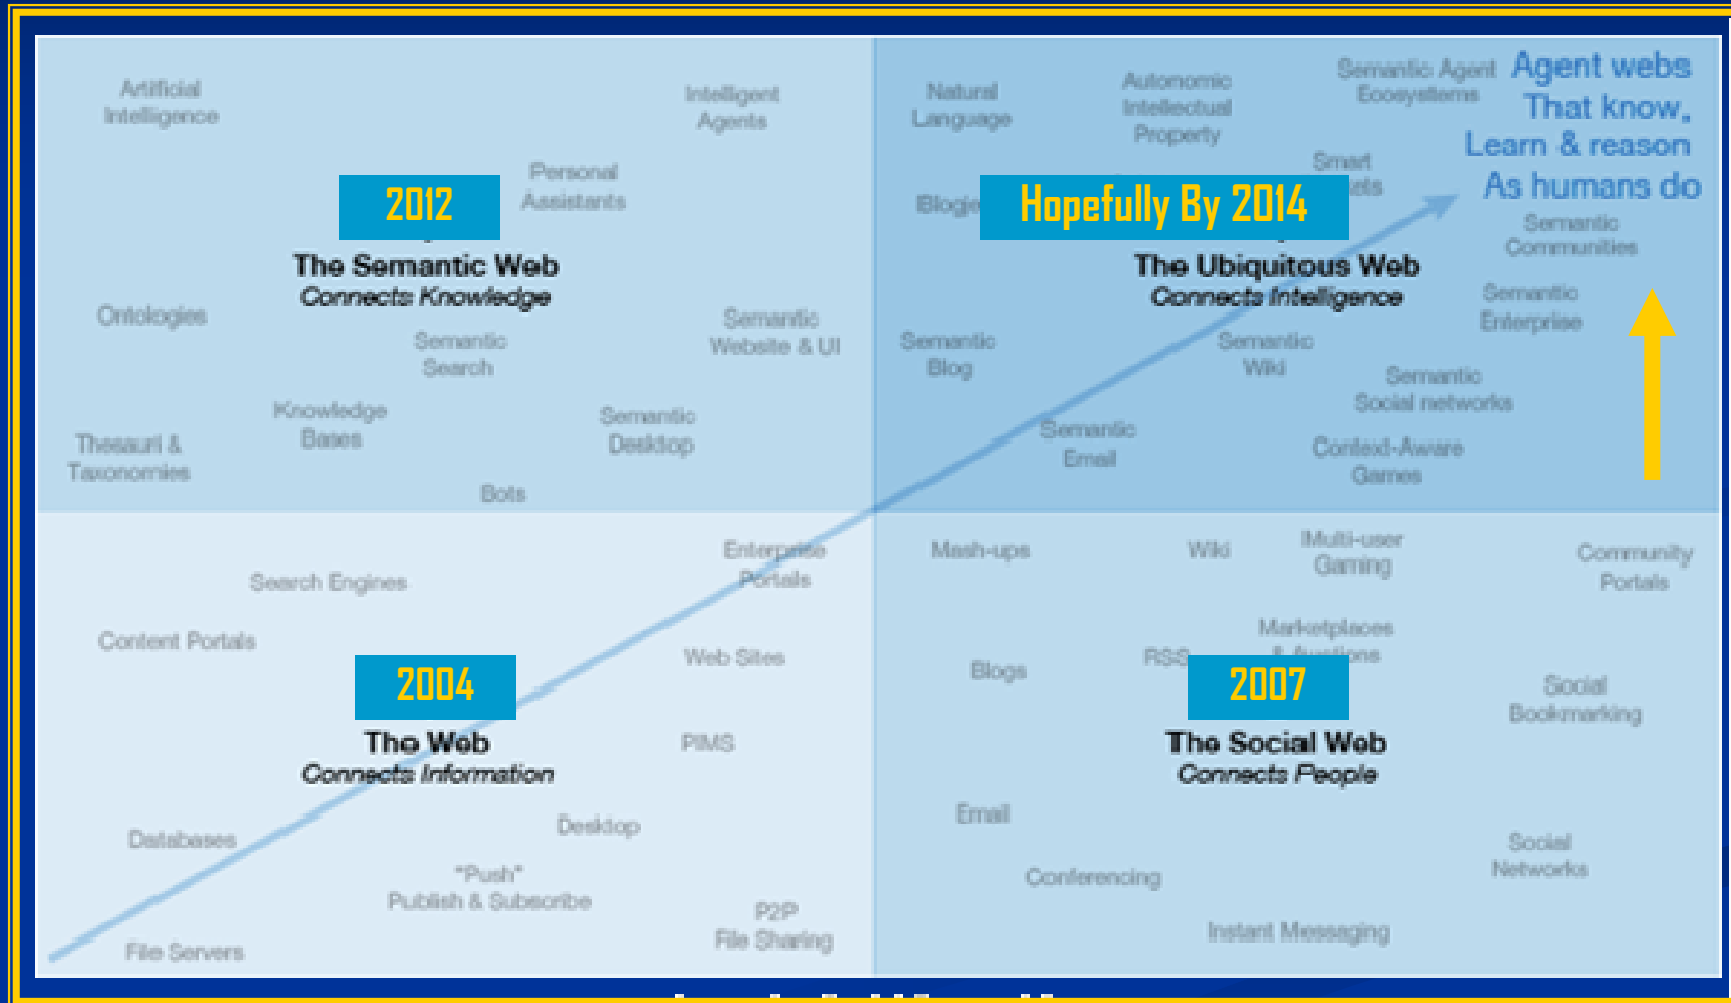 Artificial
Intelligence
Intelligent
Agents
Personal
Assistants
2012
The Semantic Web
Connects Knowledge
Ontologies
Semantic
Search
Semantic
Website & UI
Knowledge
Bases
Semantic
Desktop
Thesauri &
Taxonomies
Bots
Natural
Language
Autonomic
Intellectual
Property
Semantic Agent
Ecosystems
Agent webs
That know,
Learn & reason
As humans do
Smart
Hopefully By 2014
The Ubiquitous Web
Connects Intelligence
Semantic
Communities
Semantic
Enterprise
Semantic
Blog
Semantic
Wiki
Semantic
Social networks
Semantic
Email
Context-Aware
Games
Search Engines
Enterprise
Portals
Content Portals
Web Sites
2004
The Web
Connects Information
PIMS
Databases
Desktop
"Push"
Publish & Subscribe
P2P
File Sharing
File Servers
Mash-ups
Wiki
Multi-user
Gaming
Community
Portals
Marketplaces
& Auctions
Blogs
RSS
2007
The Social Web
Connects People
Social
Bookmarking
Email
Conferencing
Social
Networks
Instant Messaging